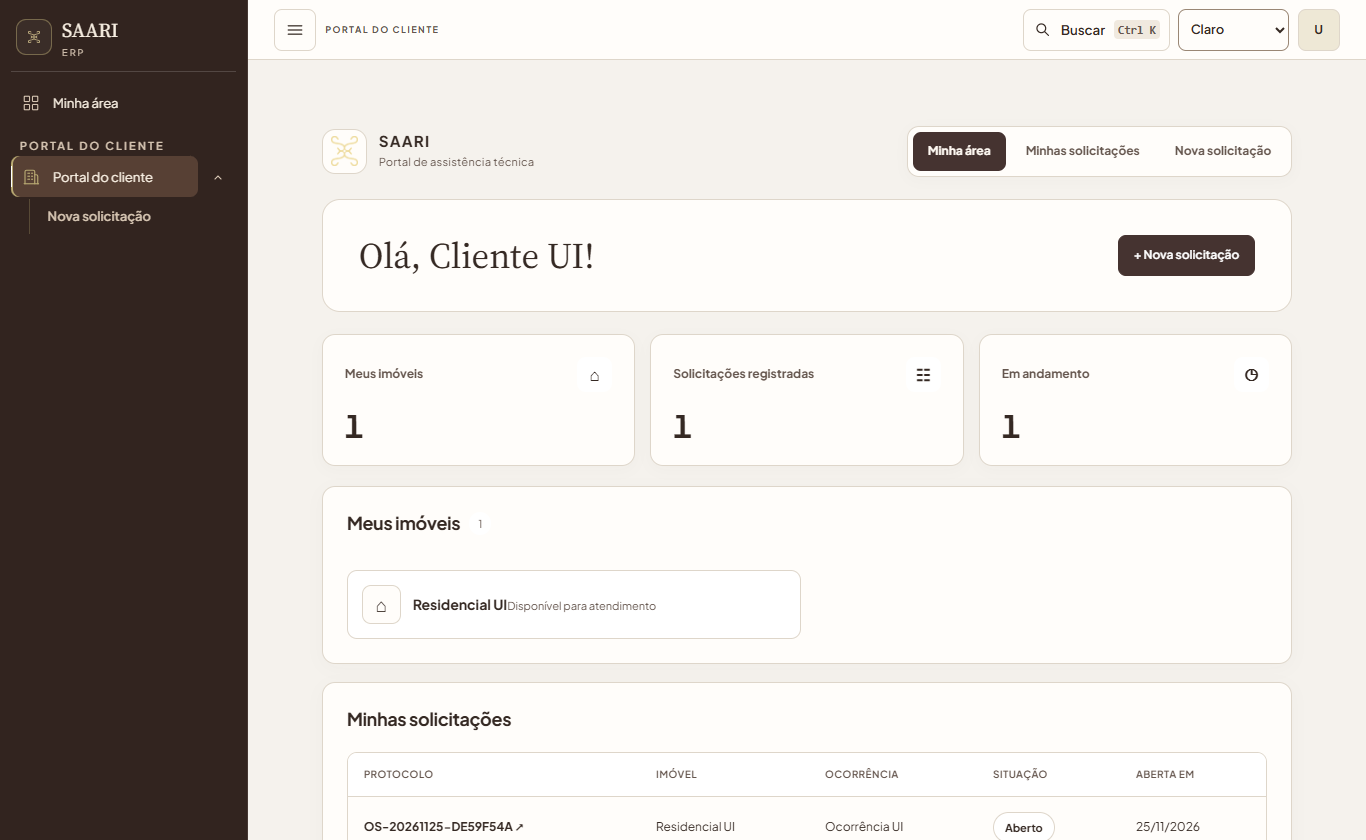 SAARI
ERP
Minha área
PORTAL DO CLIENTE
Portal do cliente
Nova solicitação
PORTAL DO CLIENTE
Buscar Ctrl K
Claro
U
SAARI
Portal de assistência técnica
Minha área
Minhas solicitações
Nova solicitação
Olá, Cliente UI!
+ Nova solicitação
Meus imóveis
1
Solicitações registradas
1
Em andamento
1
Meus imóveis 1
Residencial UIDisponível para atendimento
Minhas solicitações
PROTOCOLO IMÓVEL OCORRÊNCIA SITUAÇÃO ABERTA EM
OS-20261125-DE59F54A ↗ Residencial UI Ocorrência UI Aberto 25/11/2026